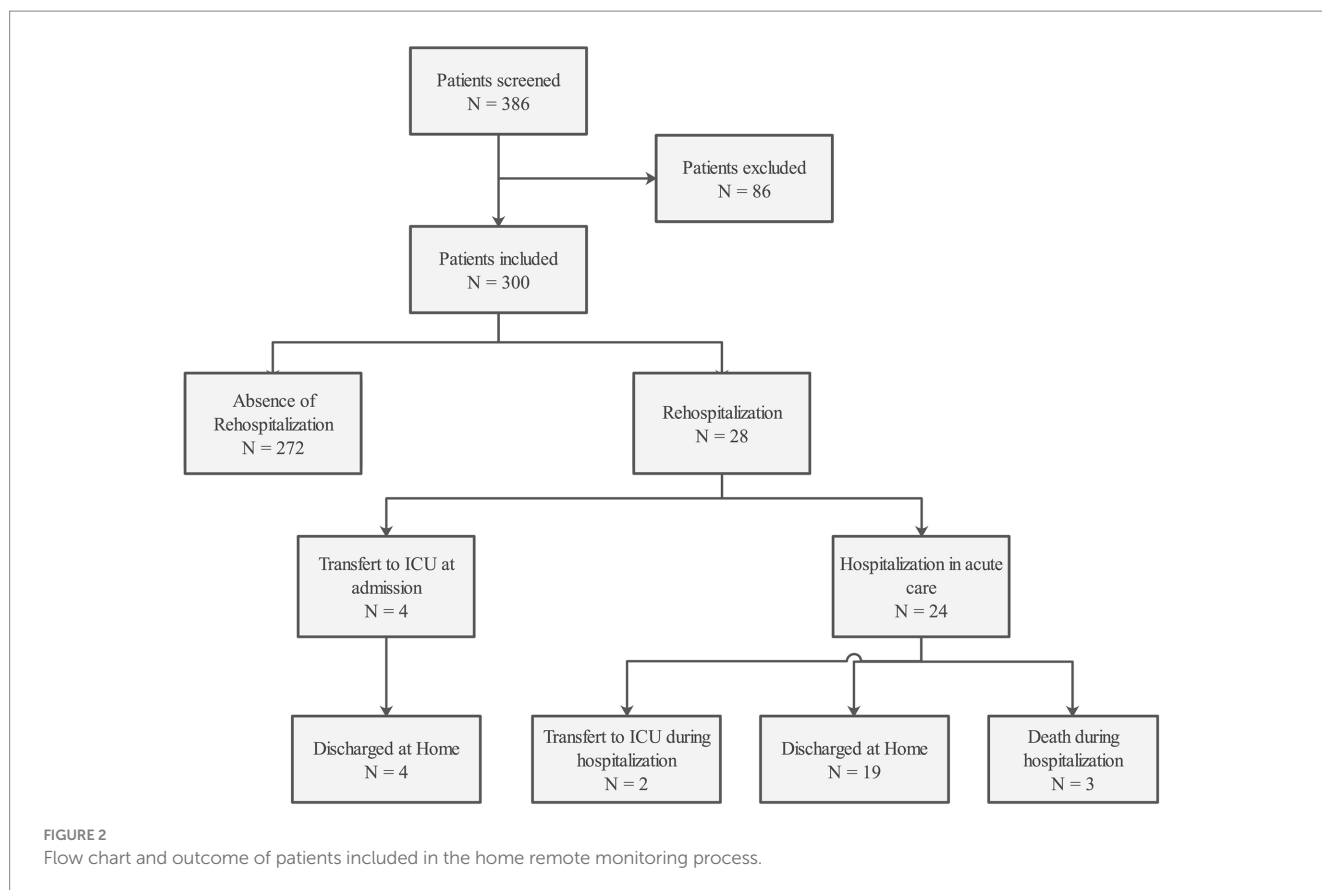 Patients screened
N = 386
Patients excluded
N = 86
Patients included
N = 300
Absence of
Rehospitalization
N = 272
Rehospitalization
N = 28
Transfert to ICU at
admission
N = 4
Hospitalization in acute
care
N = 24
Discharged at Home
N = 4
Transfert to ICU during
hospitalization
N = 2
Discharged at Home
N = 19
Death during
hospitalization
N = 3
FIGURE 2
Flow chart and outcome of patients included in the home remote monitoring process.